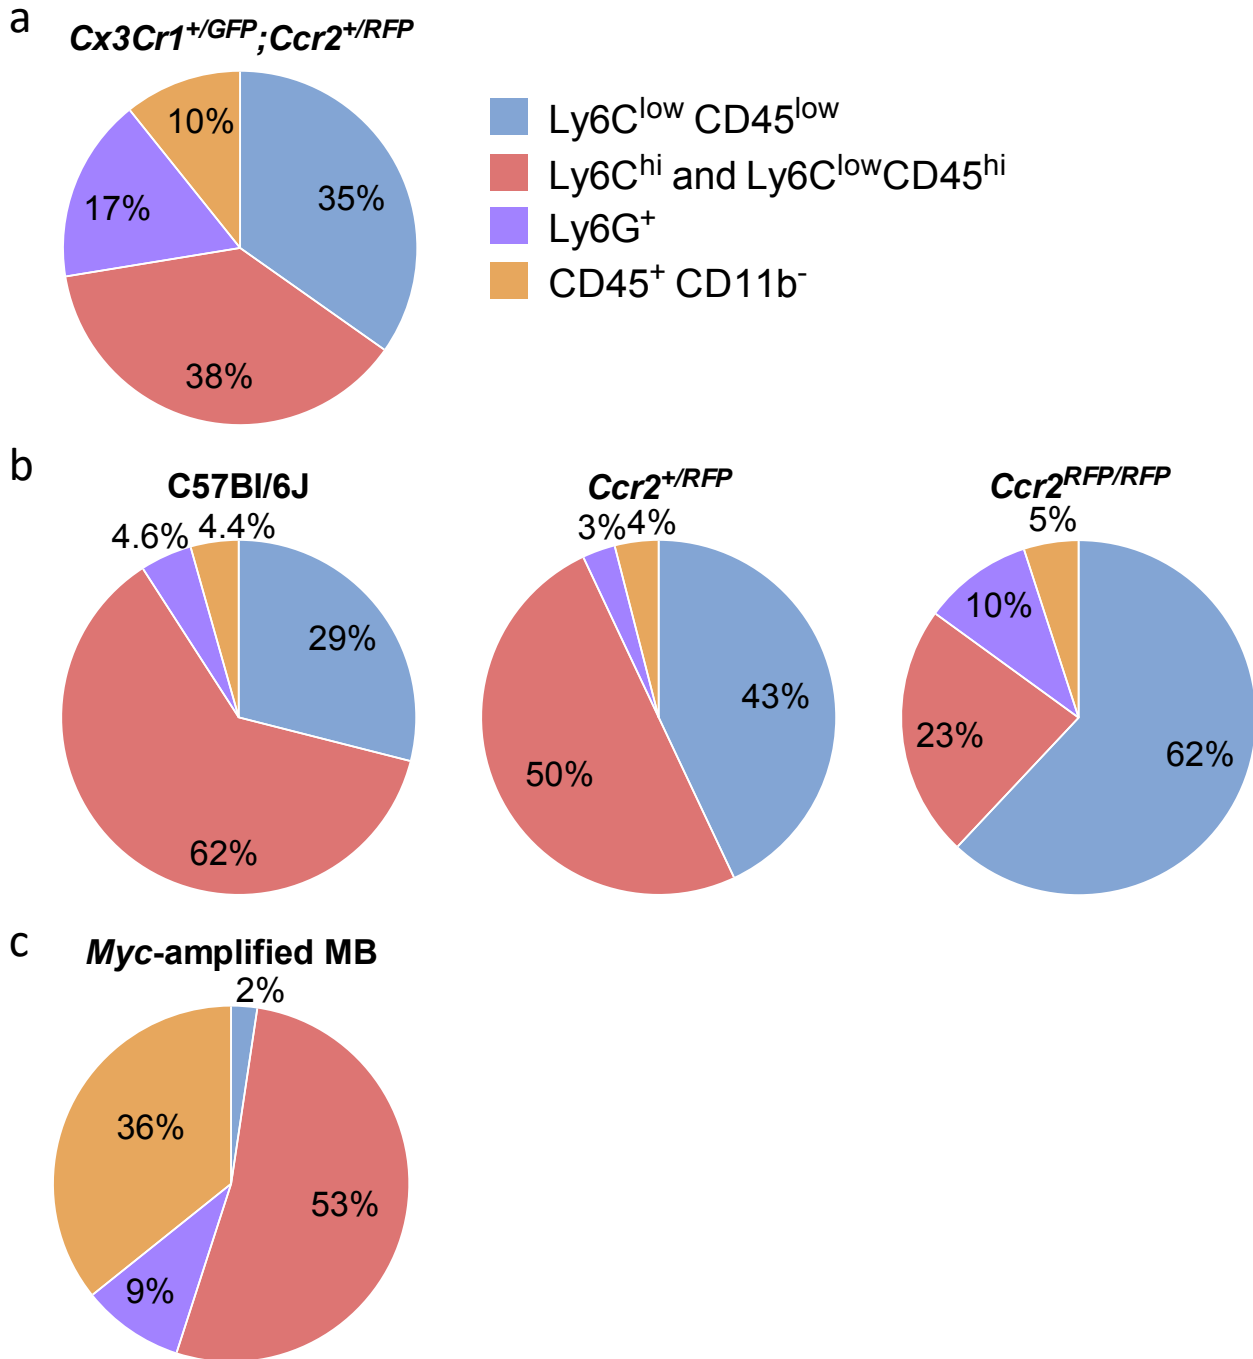 a
Cx3Cr1+/GFP;Ccr2+/RFP
10%
35%
17%
38%
Ly6Clow CD45low
Ly6Chi and Ly6ClowCD45hi
Ly6G+
CD45+ CD11b-
b
C57Bl/6J
4.6%
4.4%
29%
62%
Ccr2+/RFP
3%
4%
43%
50%
Ccr2RFP/RFP
5%
10%
23%
62%
c
Myc-amplified MB
2%
36%
53%
9%